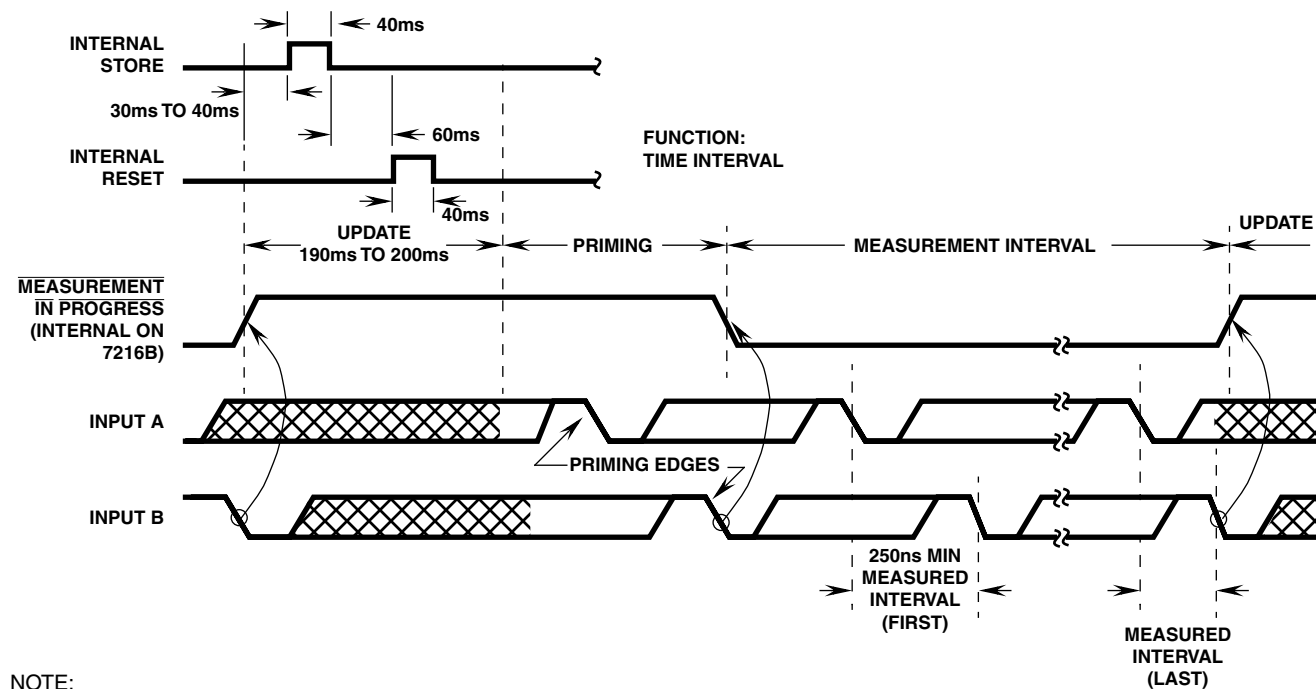 40ms
INTERNAL
STORE
30ms TO 40ms
60ms
FUNCTION:
TIME INTERVAL
INTERNAL
RESET
40ms
UPDATE
190ms TO 200ms
PRIMING
MEASUREMENT INTERVAL
UPDATE
MEASUREMENT
IN PROGRESS
(INTERNAL ON
7216B)
INPUT A
PRIMING EDGES
INPUT B
250ns MIN
MEASURED
INTERVAL
(FIRST)
MEASURED
INTERVAL
(LAST)
NOTE: